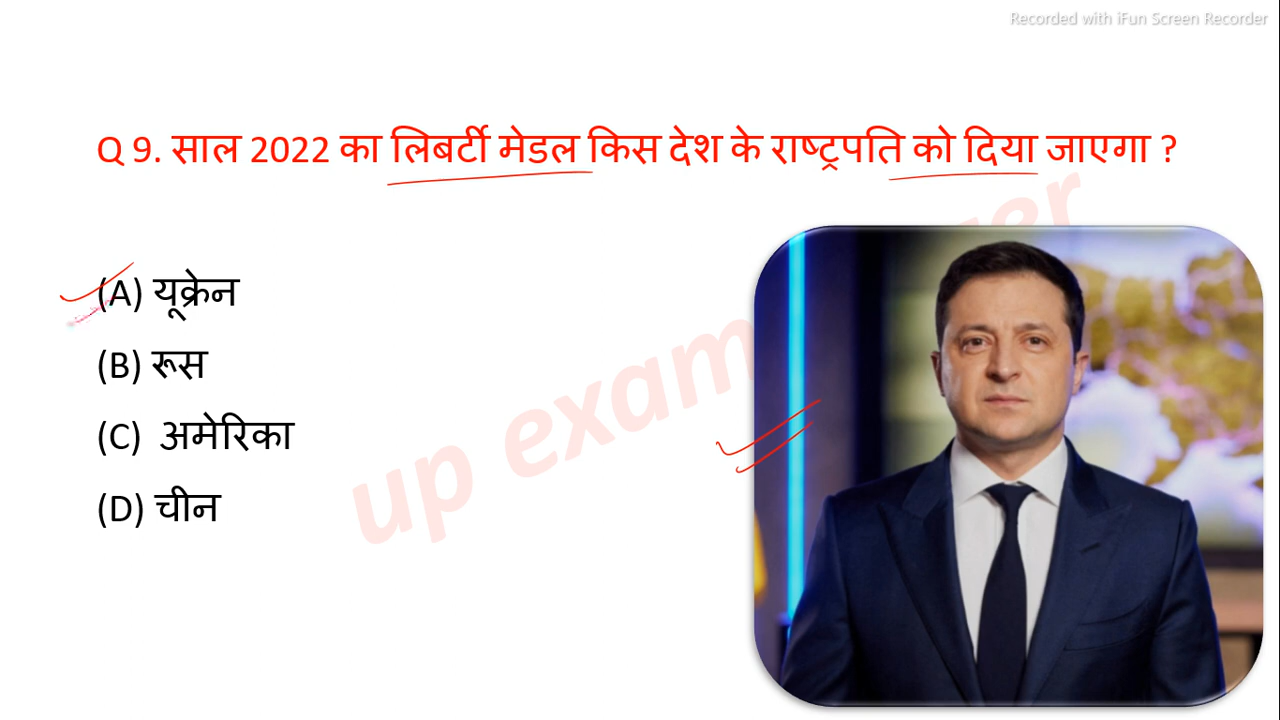 Recorded with iFun Screen Recorder
Q 9. साल 2022 का लिबर्टी मेडल किस देश के राष्ट्रपति को दिया जाएगा ?
(A) यूक्रेन
(B) रूस
(C) अमेरिका
(D) चीन
up exam